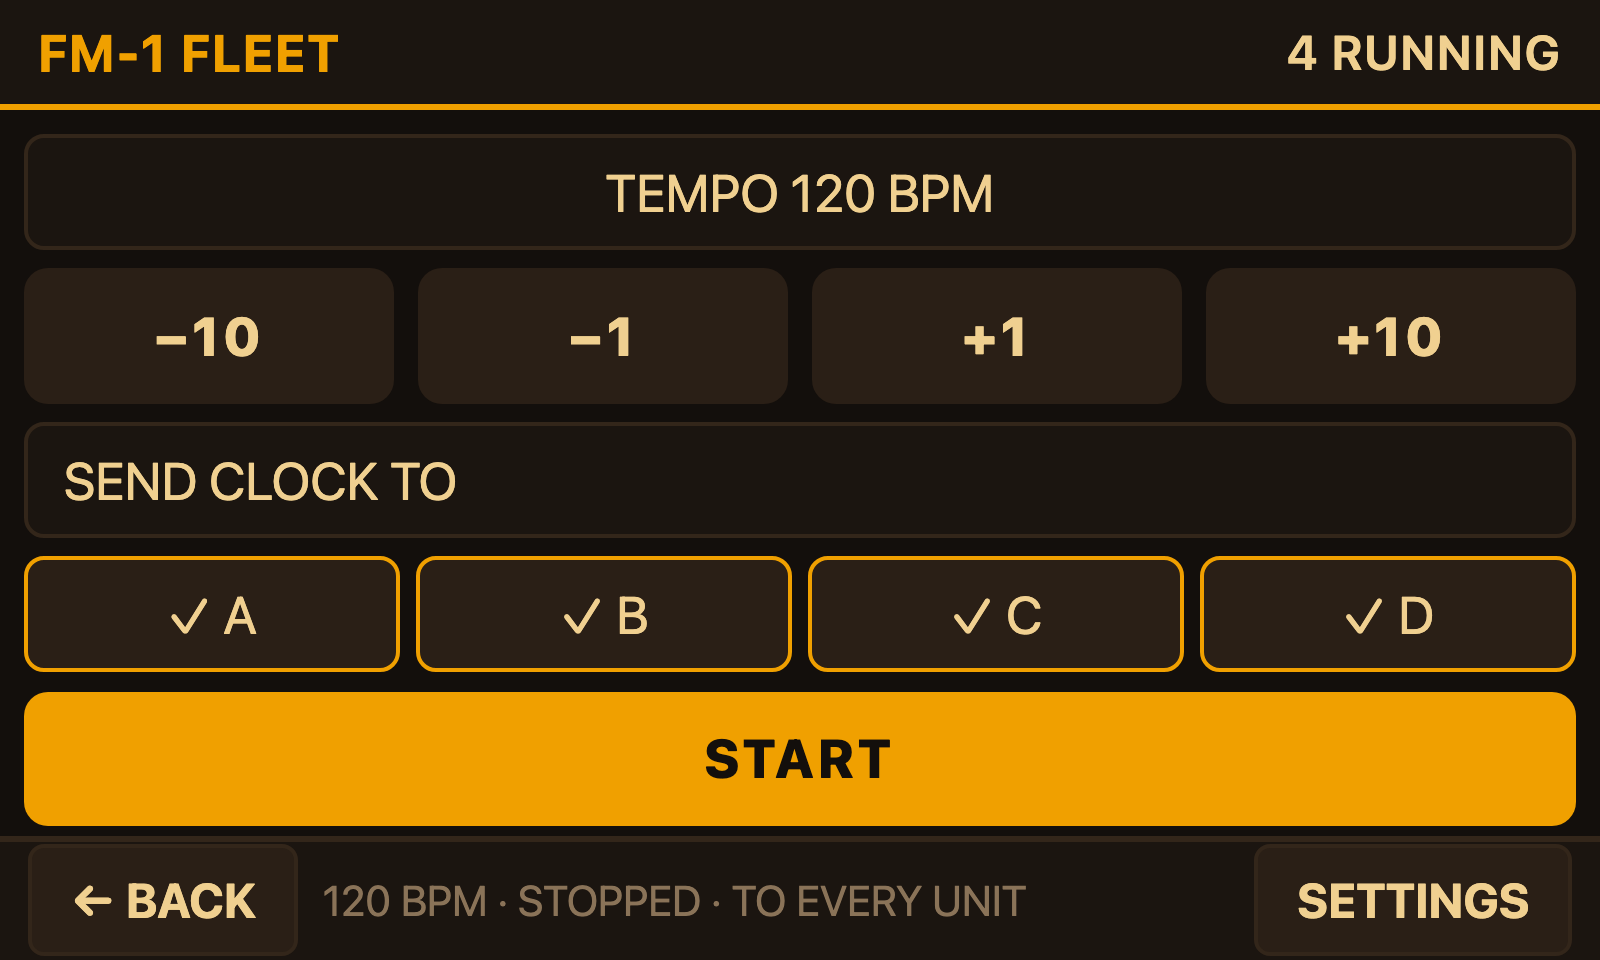 FM-1 FLEET
4 RUNNING
TEMPO 120 BPM
−10
−1
+1
+10
SEND CLOCK TO
✓ A
✓ B
✓ C
✓ D
START
← BACK
120 BPM · STOPPED · TO EVERY UNIT
SETTINGS